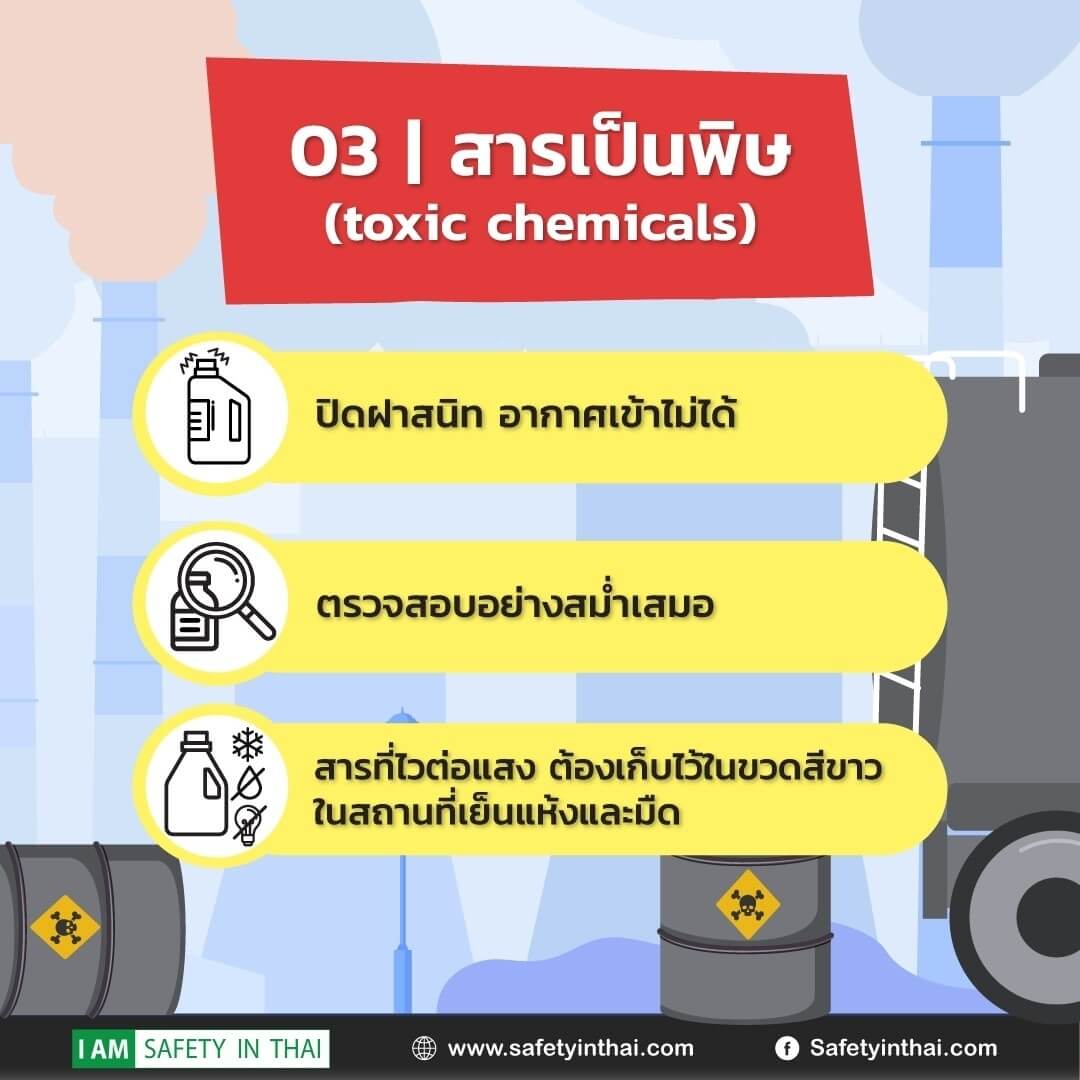 03 | สารเป็นพิษ
(toxic chemicals)
ปิดฝาสนิท อากาศเข้าไม่ได้
ตรวจสอบอย่างสม่ำเสมอ
สารที่ไวต่อแสง ต้องเก็บไว้ในขวดสีขาว
ในสถานที่เย็นแห้งและมืด
I AM SAFETY IN THAI
www.safetyinthai.com
Safetyinthai.com